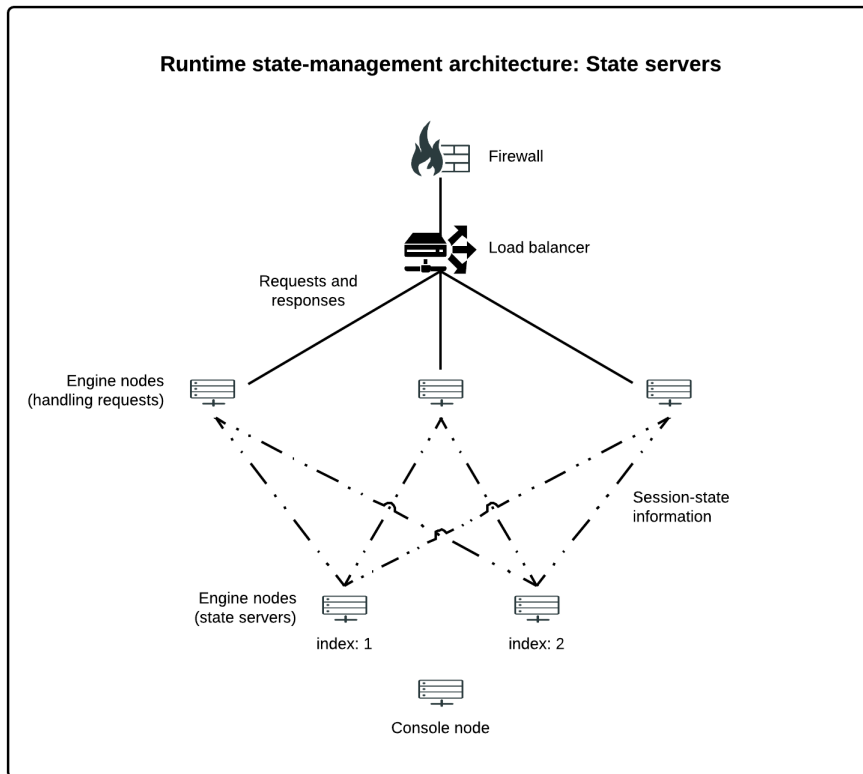 Runtime state-management architecture: State servers
Firewall
Load balancer
Requests and
responses
Engine nodes
(handling requests)
Session-state
information
Engine nodes
(state servers)
index: 1
index: 2
Console node